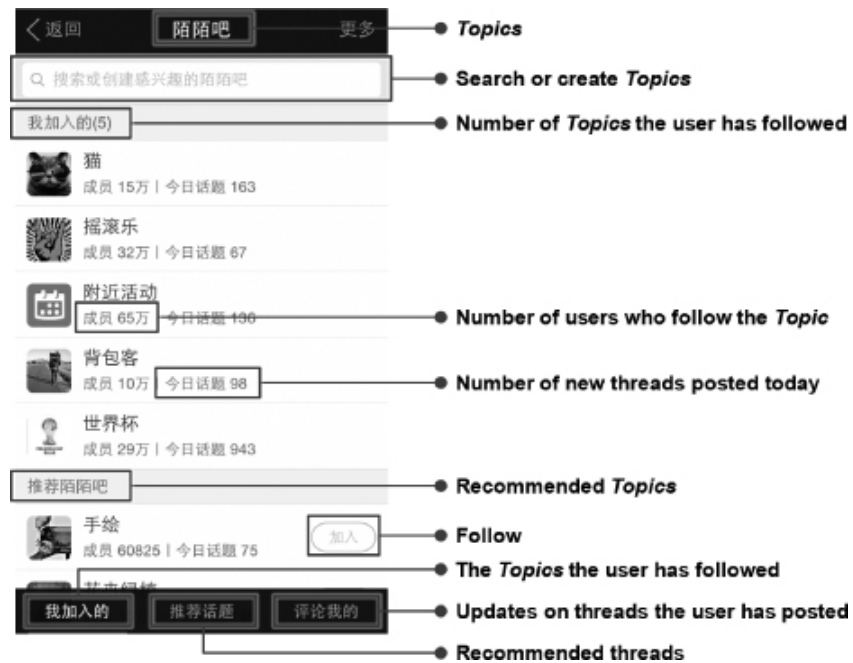 返回 陌陌吧 更多
Topics
搜索或创建感兴趣的陌陌吧
Search or create Topics
我加入的(5)
Number of Topics the user has followed
猫
成员 15万 | 今日话题 163
摇滚乐
成员 32万 | 今日话题 67
附近活动
成员 65万 | 今日话题 136
Number of users who follow the Topic
背包客
成员 10万 | 今日话题 98
Number of new threads posted today
世界杯
成员 29万 | 今日话题 943
推荐陌陌吧
Recommended Topics
手绘
成员 60825 | 今日话题 75
加入
Follow
The Topics the user has followed
我加入的 推荐话题 评论我的
Updates on threads the user has posted
Recommended threads